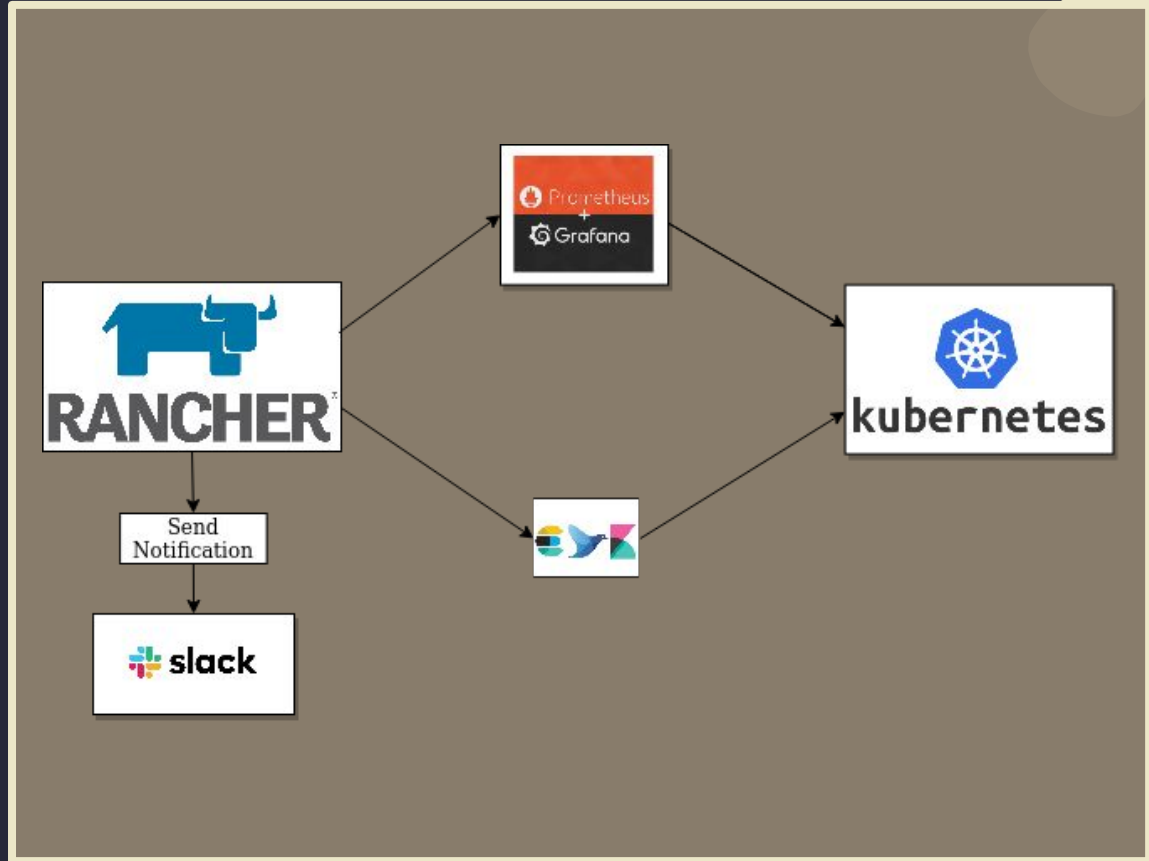 Prometheus
+
Grafana
RANCHER
kubernetes
Send
Notification
slack